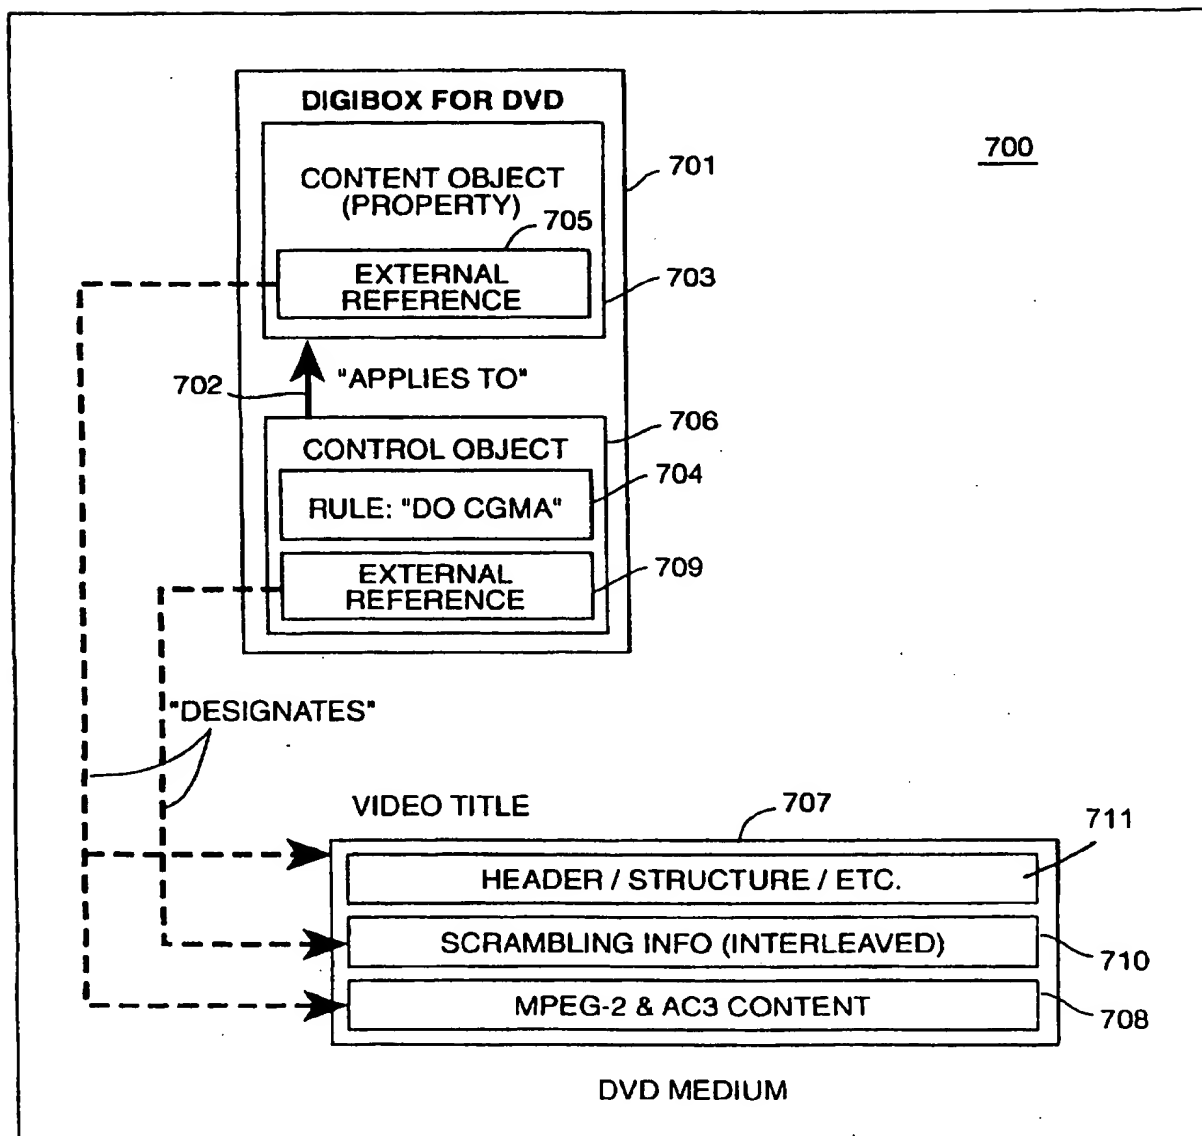 DIGIBOX FOR DVD
700
CONTENT OBJECT
(PROPERTY)
701
705
EXTERNAL
REFERENCE
703
702
"APPLIES TO"
706
CONTROL OBJECT
704
RULE: "DO CGMA"
709
EXTERNAL
REFERENCE
"DESIGNATES"
VIDEO TITLE
707
711
HEADER / STRUCTURE / ETC.
SCRAMBLING INFO (INTERLEAVED)
710
MPEG-2 & AC3 CONTENT
708
DVD MEDIUM